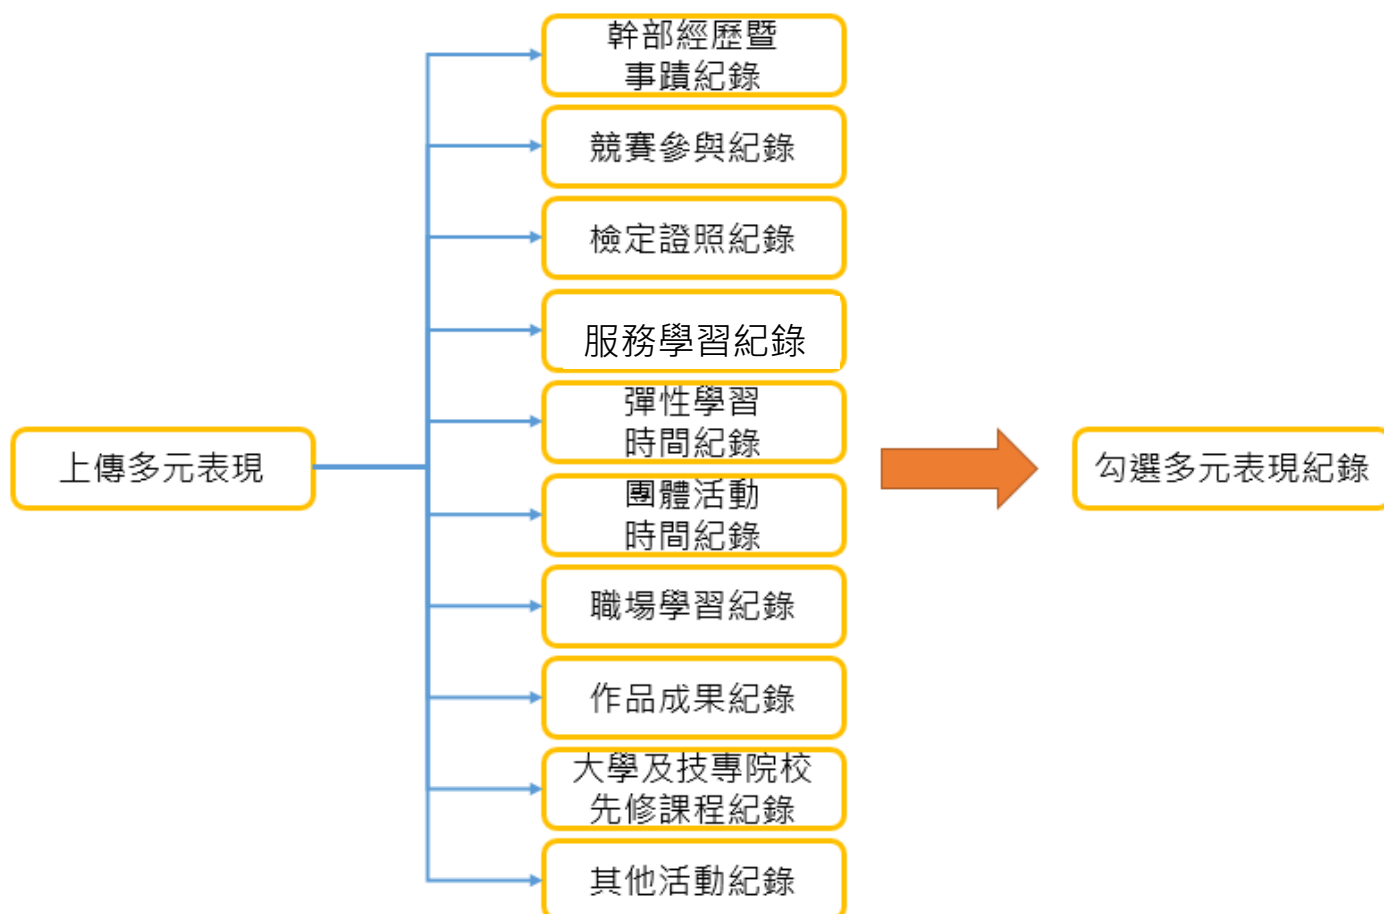 上傳多元表現
幹部經歷暨
事蹟紀錄
競賽參與紀錄
檢定證照紀錄
服務學習紀錄
彈性學習
時間紀錄
團體活動
時間紀錄
職場學習紀錄
作品成果紀錄
大學及技專院校
先修課程紀錄
其他活動紀錄
勾選多元表現紀錄